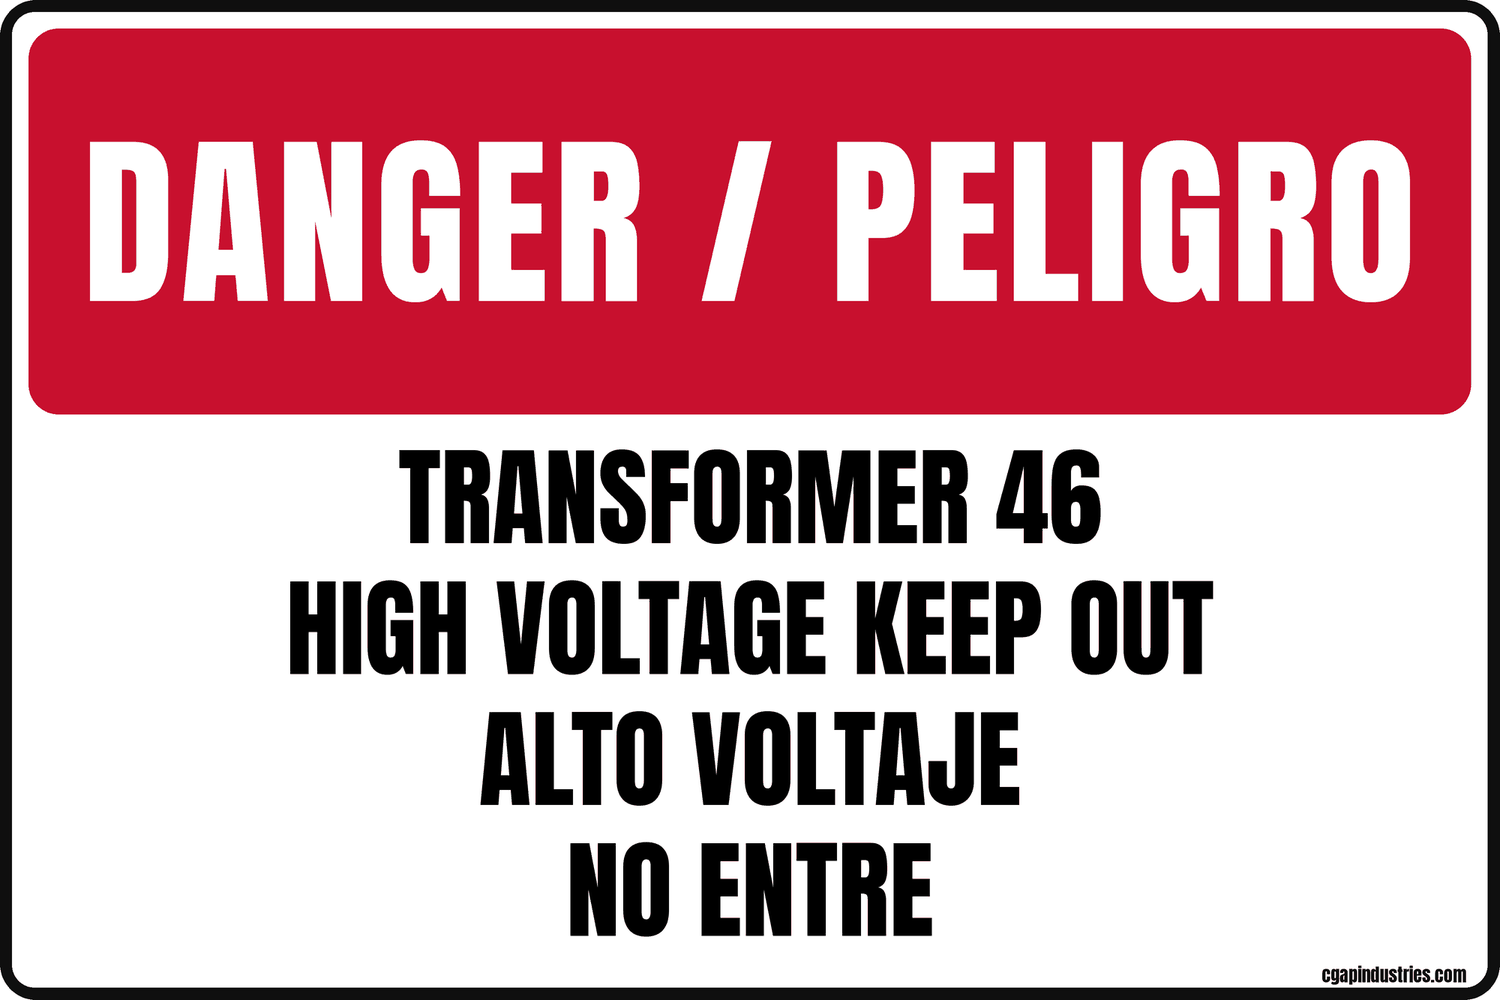 DANGER / PELIGRO
TRANSFORMER 46
HIGH VOLTAGE KEEP OUT
ALTO VOLTAJE
NO ENTRE
cgapindustries.com